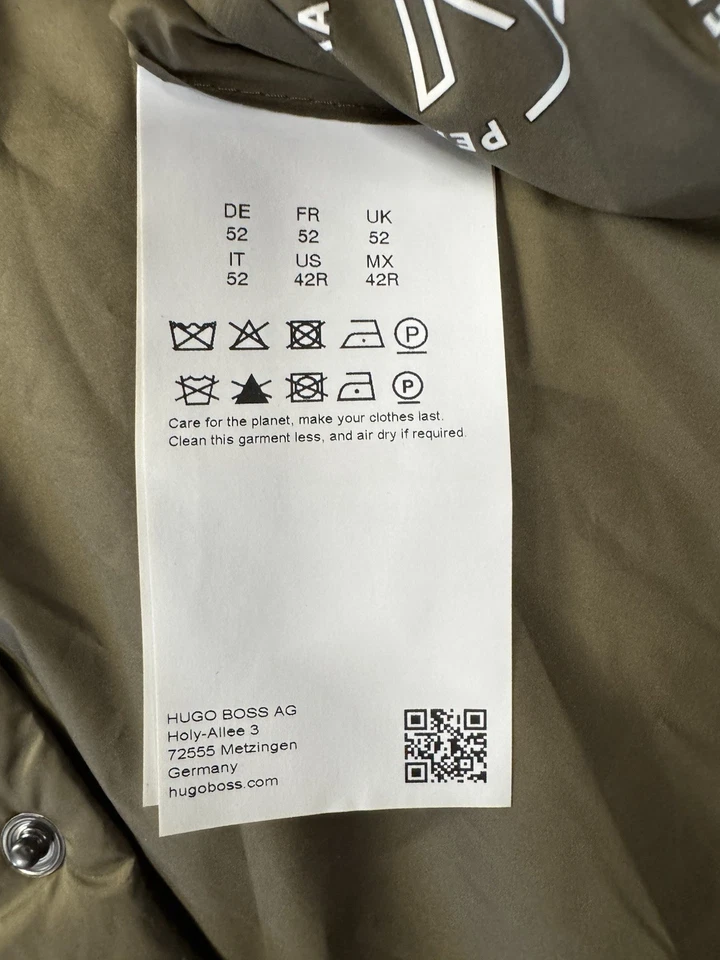 DE FR UK
52 52 52
IT US MX
52 42R 42R
P
P
Care for the planet, make your clothes last.
Clean this garment less, and air dry if required.
HUGO BOSS AG
Holy-Allee 3
72555 Metzingen
Germany
hugoboss.com